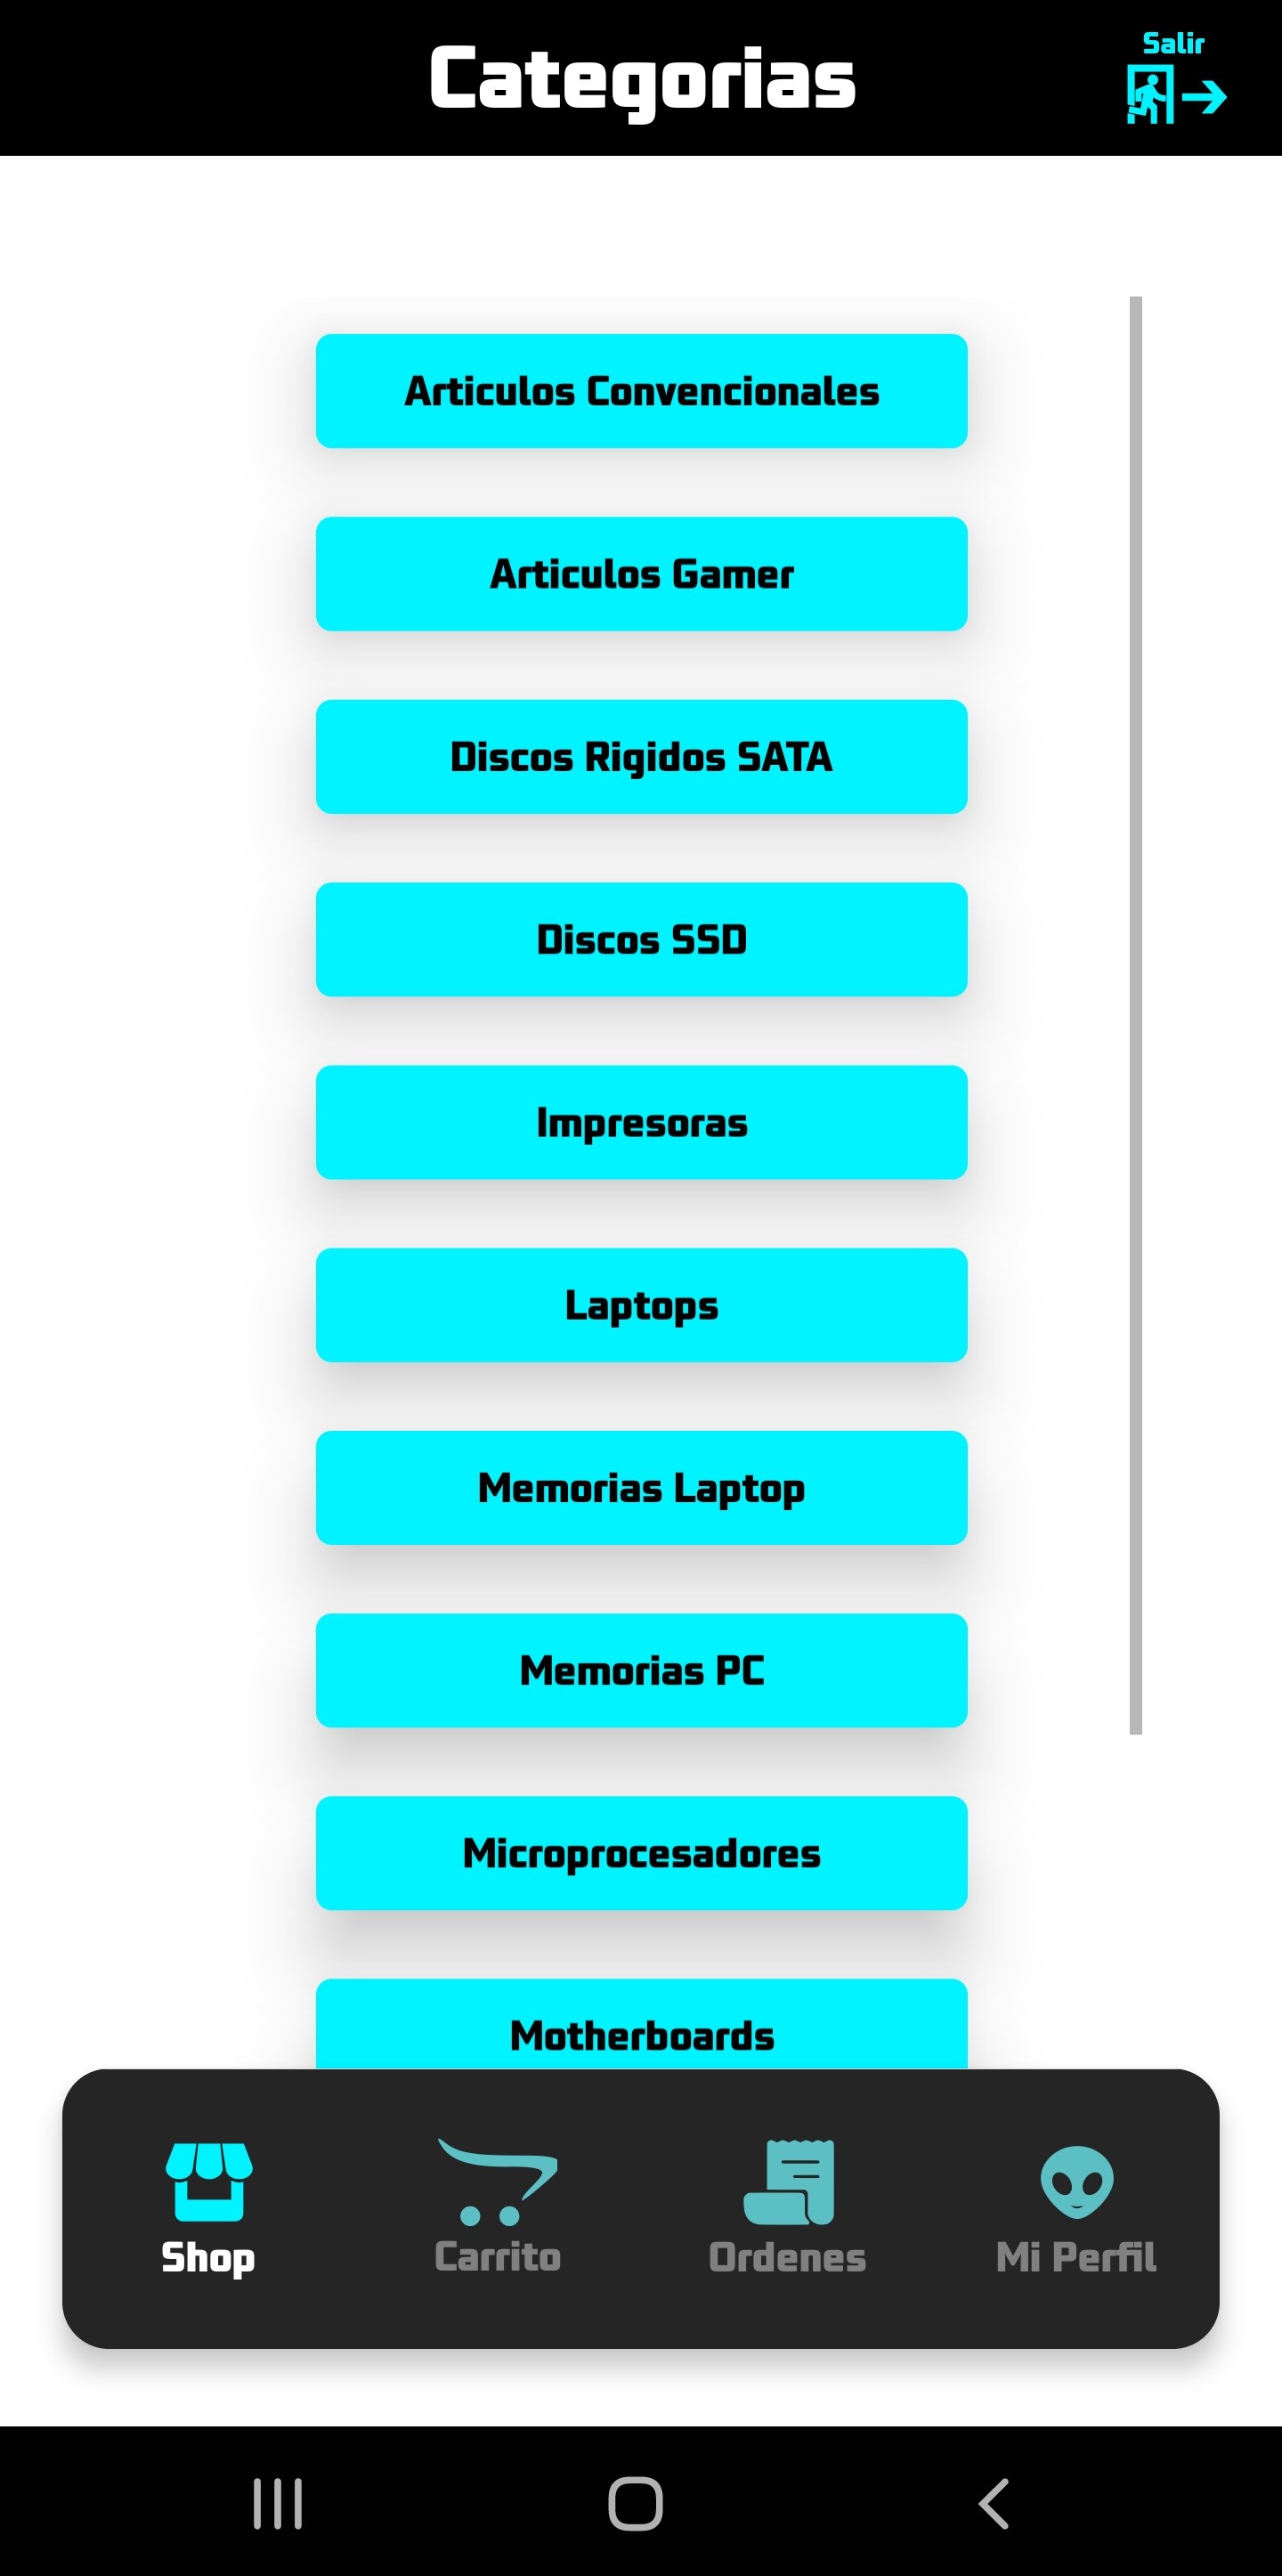 Categorias
Salir
Articulos Convencionales
Articulos Gamer
Discos Rigidos SATA
Discos SSD
Impresoras
Laptops
Memorias Laptop
Memorias PC
Microprocesadores
Motherboards
Shop
Carrito
Ordenes
Mi Perfil